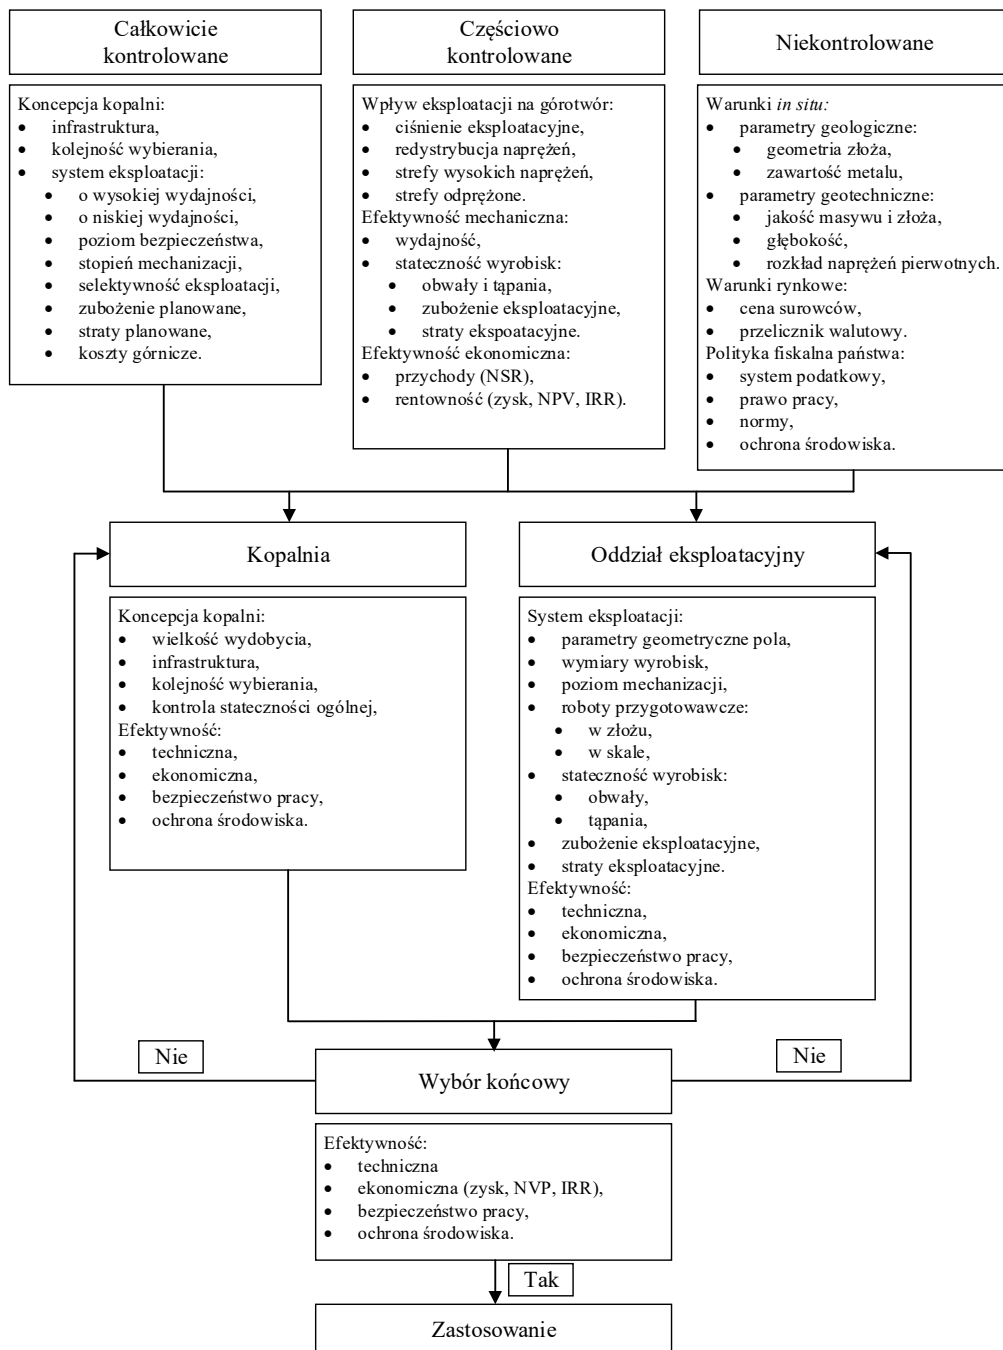 Całkowicie
kontrolowane
Koncepcja kopalni:
• infrastruktura,
• kolejność wybierania,
• system eksploatacji:
• o wysokiej wydajności,
• o niskiej wydajności,
• poziom bezpieczeństwa,
• stopień mechanizacji,
• selektywność eksploatacji,
• zubożenie planowane,
• straty planowane,
• koszty górnicze.
Częściowo
kontrolowane
Wpływ eksploatacji na górotwór:
• ciśnienie eksploatacyjne,
• redystrybucja naprężeń,
• strefy wysokich naprężeń,
• strefy odprężone.
Efektywność mechaniczna:
• wydajność,
• stateczność wyrobisk:
• obwały i tąpania,
• zubożenie eksploatacyjne,
• straty ekspoatacyjne.
Efektywność ekonomiczna:
• przychody (NSR),
• rentowność (zysk, NPV, IRR).
Niekontrolowane
Warunki in situ:
• parametry geologiczne:
• geometria złoża,
• zawartość metalu,
• parametry geotechniczne:
• jakość masywu i złoża,
• głębokość,
• rozkład naprężeń pierwotnych.
Warunki rynkowe:
• cena surowców,
• przelicznik walutowy.
Polityka fiskalna państwa:
• system podatkowy,
• prawo pracy,
• normy,
• ochrona środowiska.
Kopalnia
Koncepcja kopalni:
• wielkość wydobycia,
• infrastruktura,
• kolejność wybierania,
• kontrola stateczności ogólnej,
Efektywność:
• techniczna,
• ekonomiczna,
• bezpieczeństwo pracy,
• ochrona środowiska.
Oddział eksploatacyjny
System eksploatacji:
• parametry geometryczne pola,
• wymiary wyrobisk,
• poziom mechanizacji,
• roboty przygotowawcze:
• w złożu,
• w skale,
• stateczność wyrobisk:
• obwały,
• tąpania,
• zubożenie eksploatacyjne,
• straty eksploatacyjne.
Efektywność:
• techniczna,
• ekonomiczna,
• bezpieczeństwo pracy,
• ochrona środowiska.
Nie
Nie
Wybór końcowy
Efektywność:
• techniczna
• ekonomiczna (zysk, NVP, IRR),
• bezpieczeństwo pracy,
• ochrona środowiska.
Tak
Zastosowanie